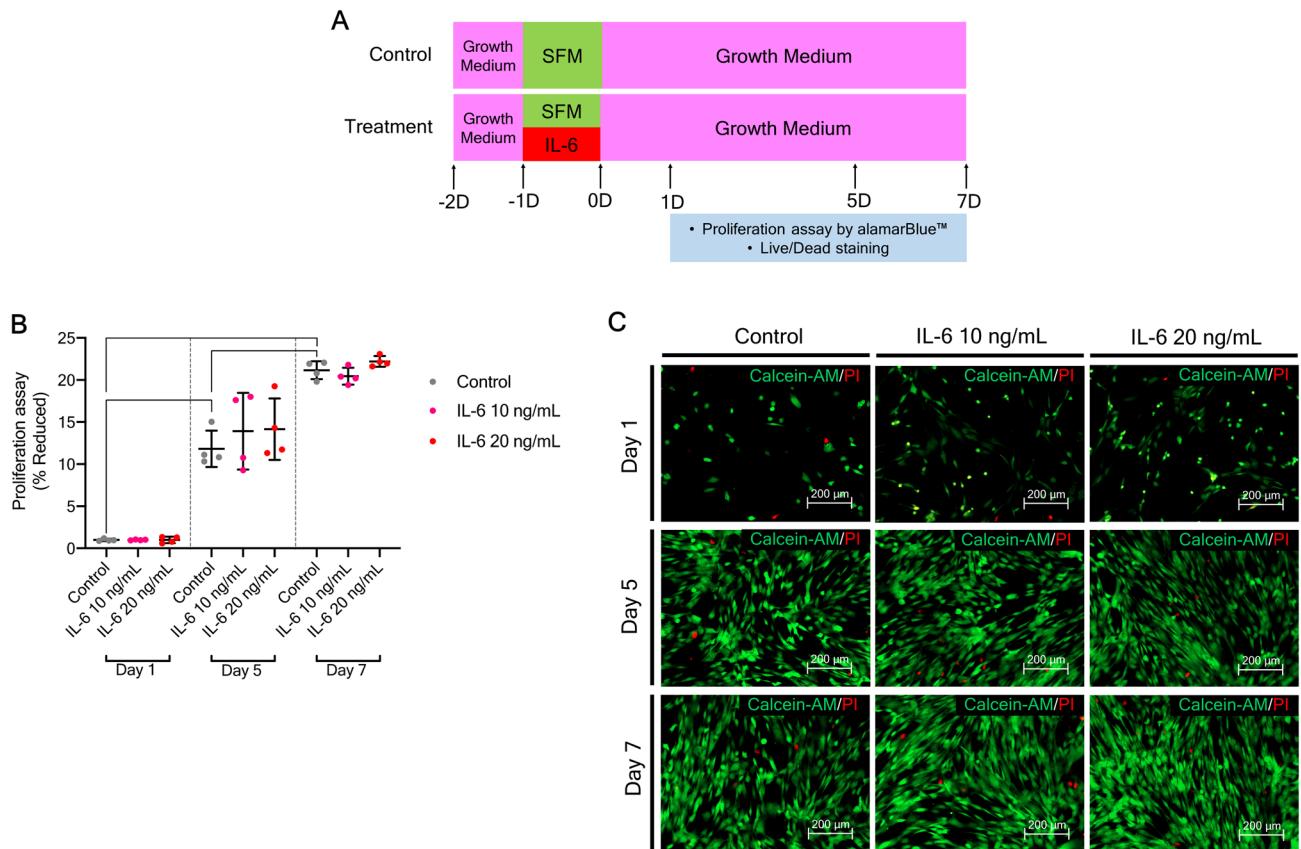 A
Control
Growth
Medium
SFM
Growth Medium
Treatment
Growth
Medium
SFM
IL-6
Growth Medium
-2D
-1D
0D
1D
5D
7D
• Proliferation assay by alamarBlue™
• Live/Dead staining
B
Proliferation assay
(% Reduced)
25
20
15
10
5
0
Control
IL-6 10 ng/mL
IL-6 20 ng/mL
Control
IL-6 10 ng/mL
IL-6 20 ng/mL
Control
IL-6 10 ng/mL
IL-6 20 ng/mL
Day 1
Day 5
Day 7
Control
IL-6 10 ng/mL
IL-6 20 ng/mL
C
Control
IL-6 10 ng/mL
IL-6 20 ng/mL
Day 1
Calcein-AM/PI
200 µm
Calcein-AM/PI
200 µm
Calcein-AM/PI
200 µm
Day 5
Calcein-AM/PI
200 µm
Calcein-AM/PI
200 µm
Calcein-AM/PI
200 µm
Day 7
Calcein-AM/PI
200 µm
Calcein-AM/PI
200 µm
Calcein-AM/PI
200 µm